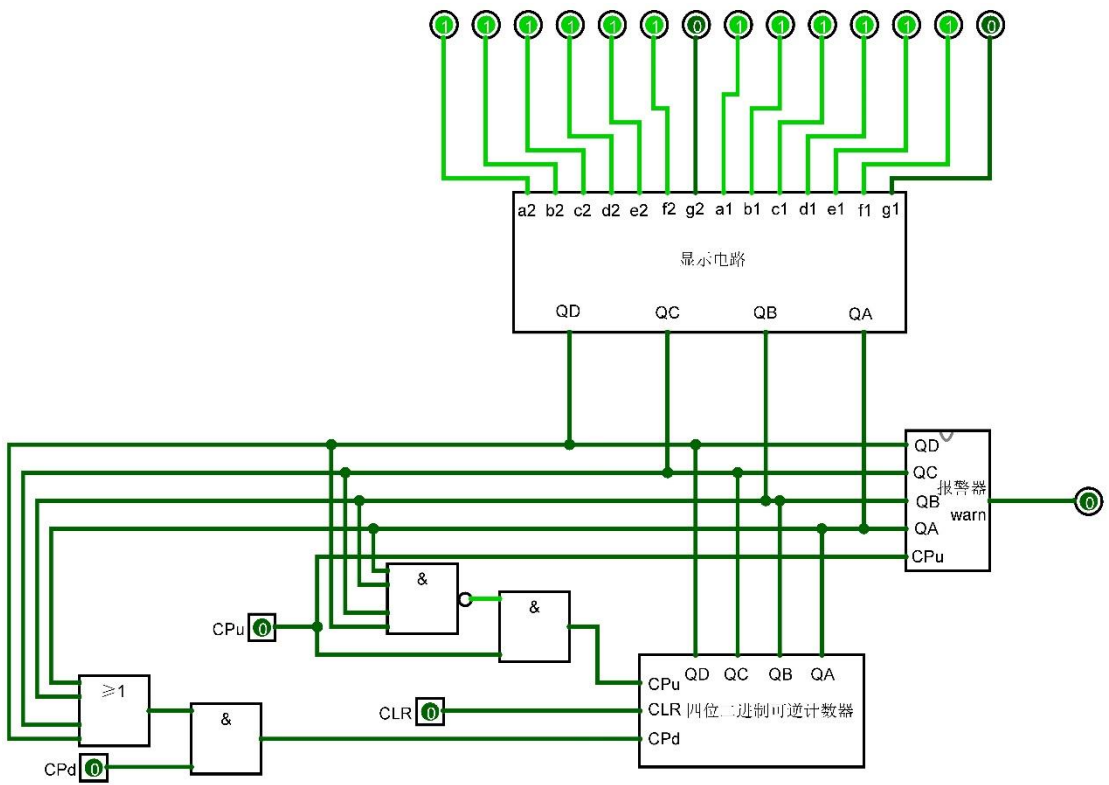 1 1 1 1 1 1 0 1 1 1 1 1 1 0
a2 b2 c2 d2 e2 f2 g2 a1 b1 c1 d1 e1 f1 g1
显示电路
QD QC QB QA
QD
QC
报警器
QB
warn
QA
0
CPu
&
&
CPu 0
QD QC QB QA
≥1
CPu
&
CLR 0
CLR 四位二进制可逆计数器
CPd
CPd 0